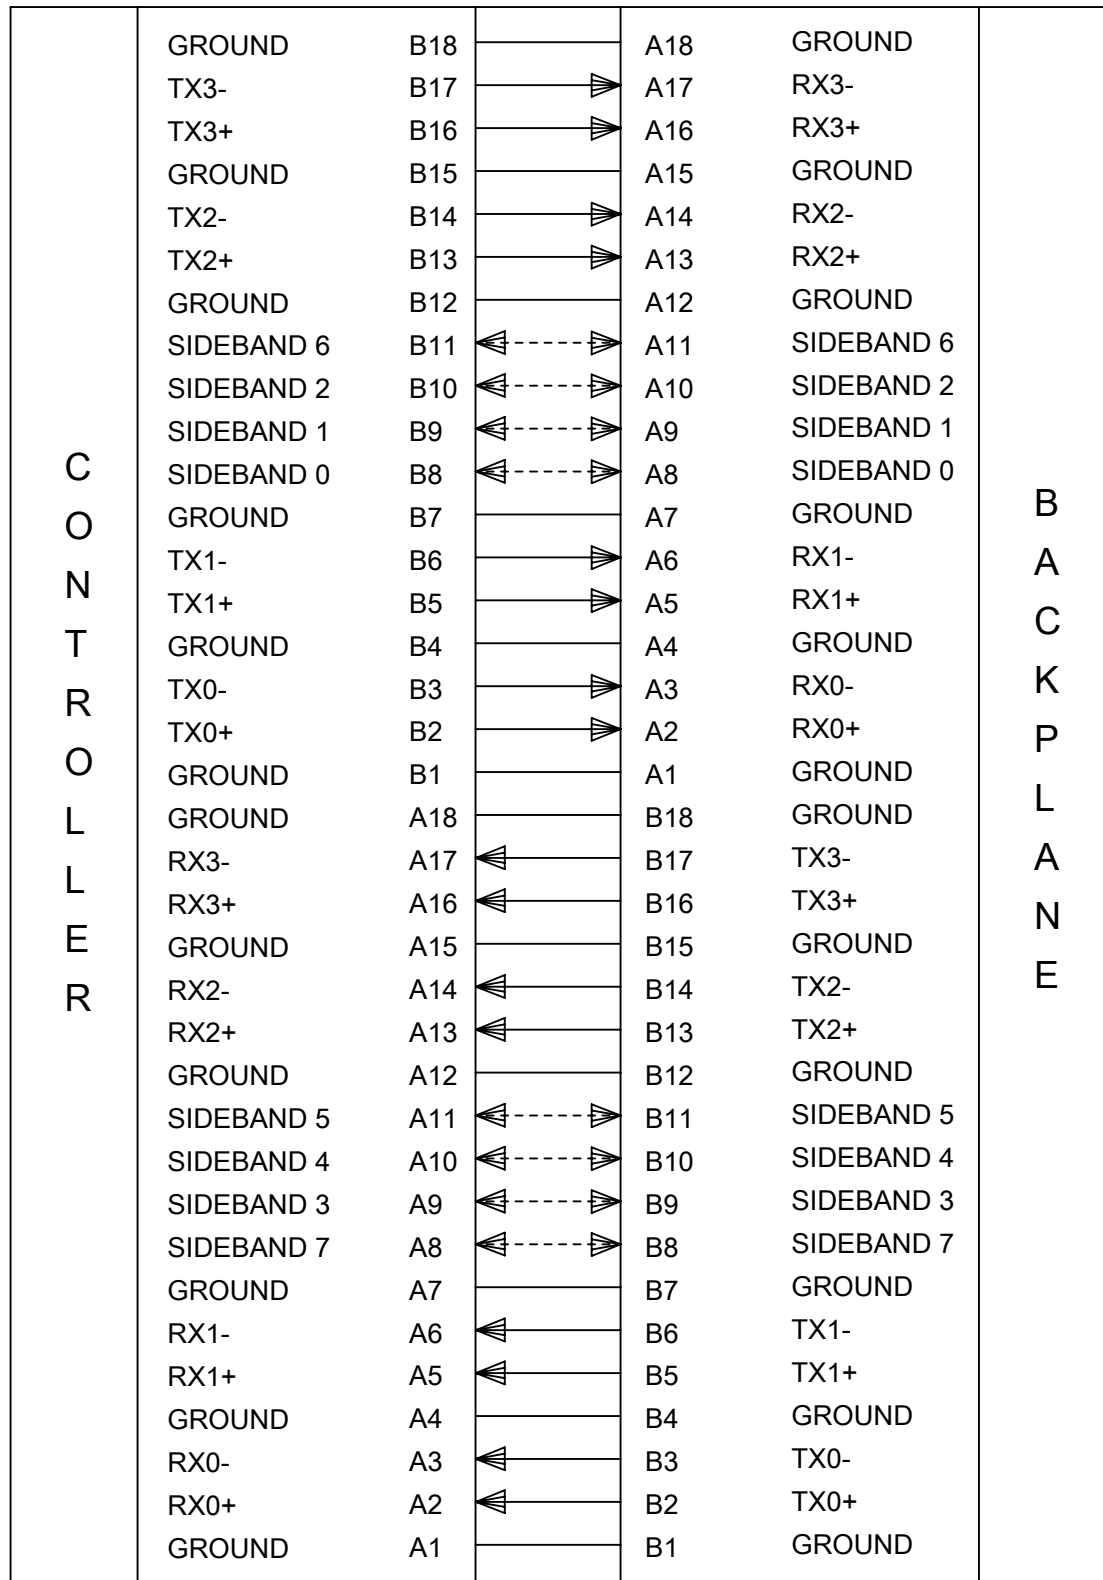 GROUND B18 A18 GROUND
TX3- B17 A17 RX3-
TX3+ B16 A16 RX3+
GROUND B15 A15 GROUND
TX2- B14 A14 RX2-
TX2+ B13 A13 RX2+
GROUND B12 A12 GROUND
SIDEBAND 6 B11 A11 SIDEBAND 6
SIDEBAND 2 B10 A10 SIDEBAND 2
SIDEBAND 1 B9 A9 SIDEBAND 1
SIDEBAND 0 B8 A8 SIDEBAND 0
GROUND B7 A7 GROUND
TX1- B6 A6 RX1-
TX1+ B5 A5 RX1+
GROUND B4 A4 GROUND
TX0- B3 A3 RX0-
TX0+ B2 A2 RX0+
GROUND B1 A1 GROUND
GROUND A18 B18 GROUND
RX3- A17 B17 TX3-
RX3+ A16 B16 TX3+
GROUND A15 B15 GROUND
RX2- A14 B14 TX2-
RX2+ A13 B13 TX2+
GROUND A12 B12 GROUND
SIDEBAND 5 A11 B11 SIDEBAND 5
SIDEBAND 4 A10 B10 SIDEBAND 4
SIDEBAND 3 A9 B9 SIDEBAND 3
SIDEBAND 7 A8 B8 SIDEBAND 7
GROUND A7 B7 GROUND
RX1- A6 B6 TX1-
RX1+ A5 B5 TX1+
GROUND A4 B4 GROUND
RX0- A3 B3 TX0-
RX0+ A2 B2 TX0+
GROUND A1 B1 GROUND
CONTROLLER
BACKPLANE